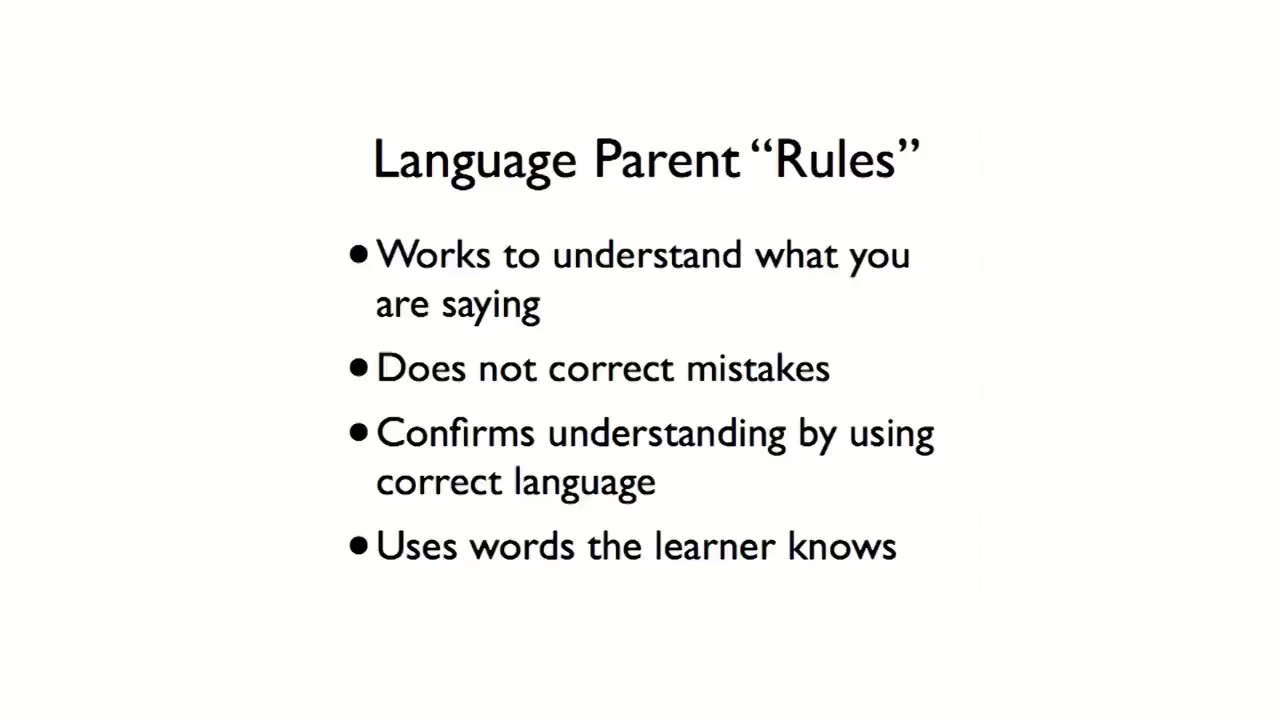 Language Parent “Rules”
•Works to understand what you
are saying
•Does not correct mistakes
•Confirms understanding by using
correct language
•Uses words the learner knows